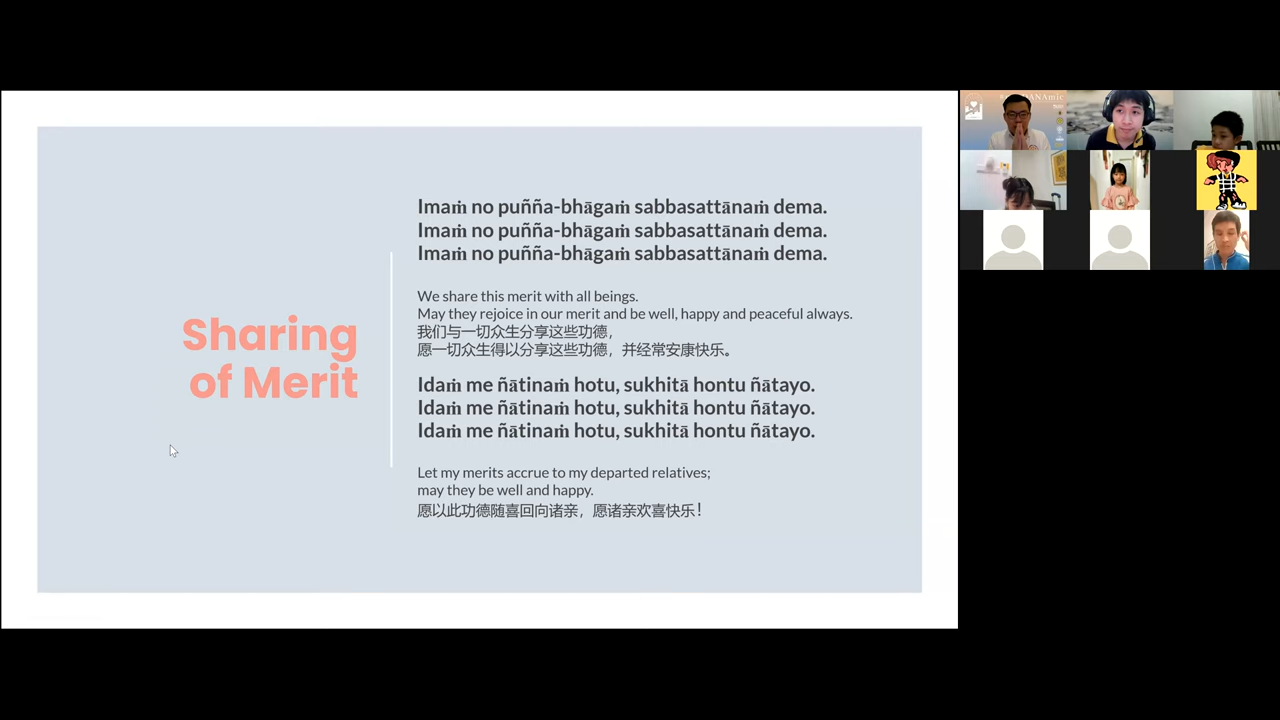 Sharing
of Merit
Imaṁ no puñña-bhāgaṁ sabbasattānaṁ dema.
Imaṁ no puñña-bhāgaṁ sabbasattānaṁ dema.
Imaṁ no puñña-bhāgaṁ sabbasattānaṁ dema.
We share this merit with all beings.
May they rejoice in our merit and be well, happy and peaceful always.
我们与一切众生分享这些功德，
愿一切众生得以分享这些功德，并经常安康快乐。
Idaṁ me ñātinaṁ hotu, sukhitā hontu ñātayo.
Idaṁ me ñātinaṁ hotu, sukhitā hontu ñātayo.
Idaṁ me ñātinaṁ hotu, sukhitā hontu ñātayo.
Let my merits accrue to my departed relatives;
may they be well and happy.
愿以此功德随喜回向诸亲，愿诸亲欢喜快乐！